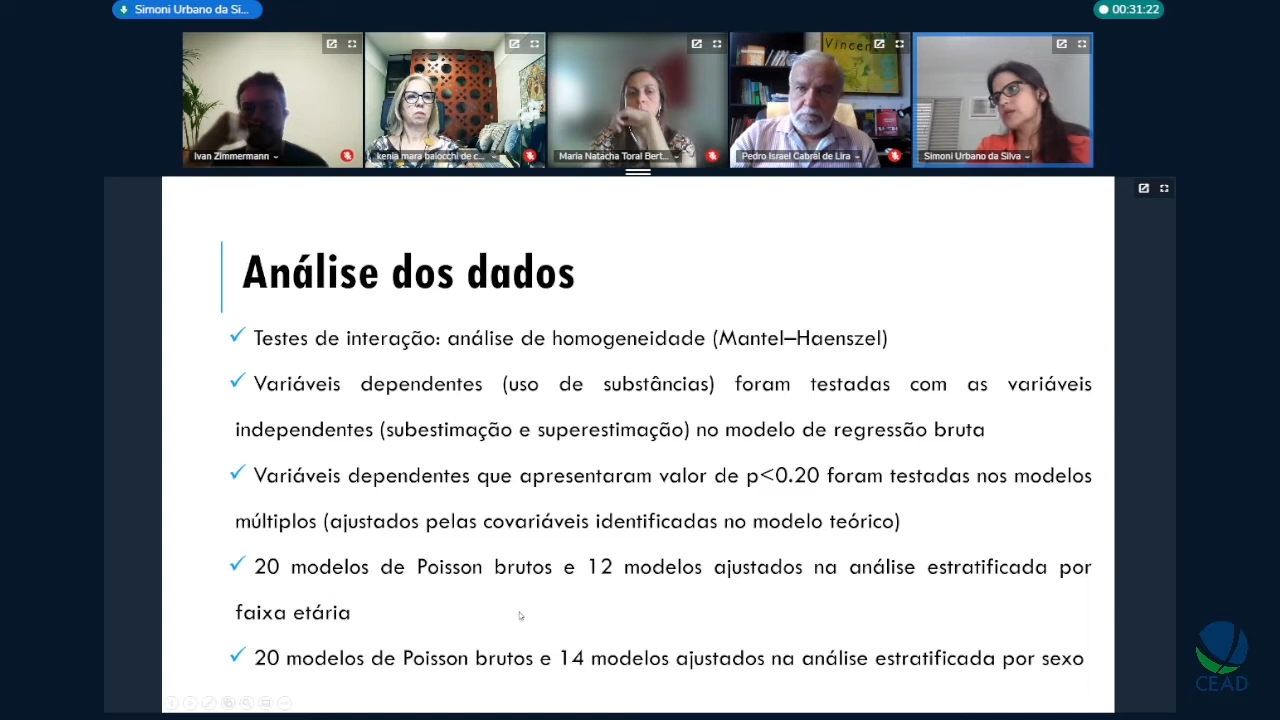 Simoni Urbano da Si...
00:31:22
Vincen
Ivan Zimmermann
kenia mara baiocchi de c...
Maria Natacha Toral Bert...
Pedro Israel Cabral de Lira
Simoni Urbano da Silva
Análise dos dados
Testes de interação: análise de homogeneidade (Mantel–Haenszel)
Variáveis dependentes (uso de substâncias) foram testadas com as variáveis
independentes (subestimação e superestimação) no modelo de regressão bruta
Variáveis dependentes que apresentaram valor de p<0.20 foram testadas nos modelos
múltiplos (ajustados pelas covariáveis identificadas no modelo teórico)
20 modelos de Poisson brutos e 12 modelos ajustados na análise estratificada por
faixa etária
20 modelos de Poisson brutos e 14 modelos ajustados na análise estratificada por sexo
CEAD